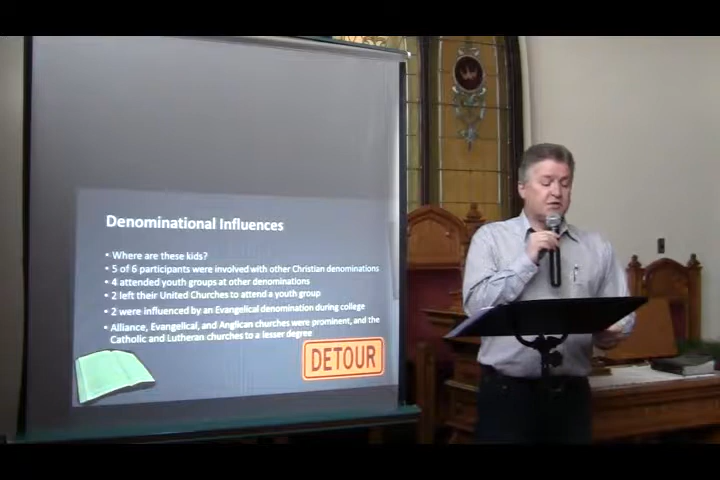 Denominational Influences
• Where are these kids?
• 5 of 6 participants were involved with other Christian denominations
• 4 attended youth groups at other denominations
• 2 left their United Churches to attend a youth group
• 2 were influenced by an Evangelical denomination during college
• Alliance, Evangelical, and Anglican churches were prominent, and the
Catholic and Lutheran churches to a lesser degree
DETOUR